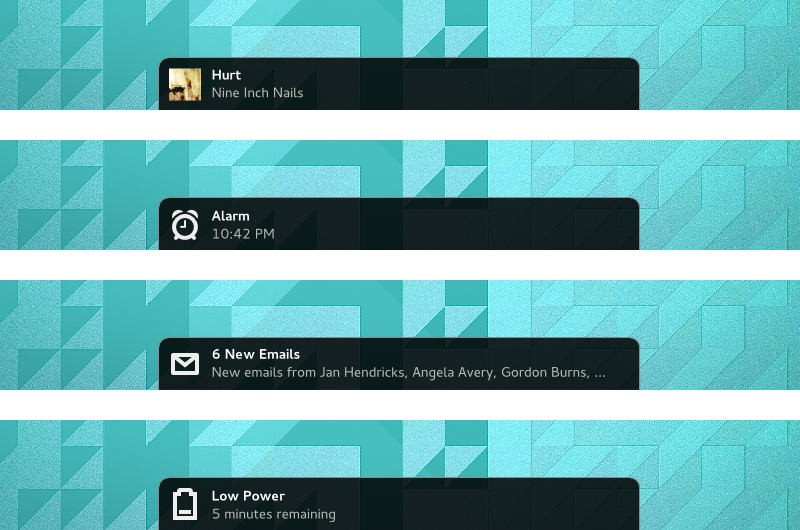 Hurt
Nine Inch Nails
Alarm
10:42 PM
6 New Emails
New emails from Jan Hendricks, Angela Avery, Gordon Burns, ...
Low Power
5 minutes remaining